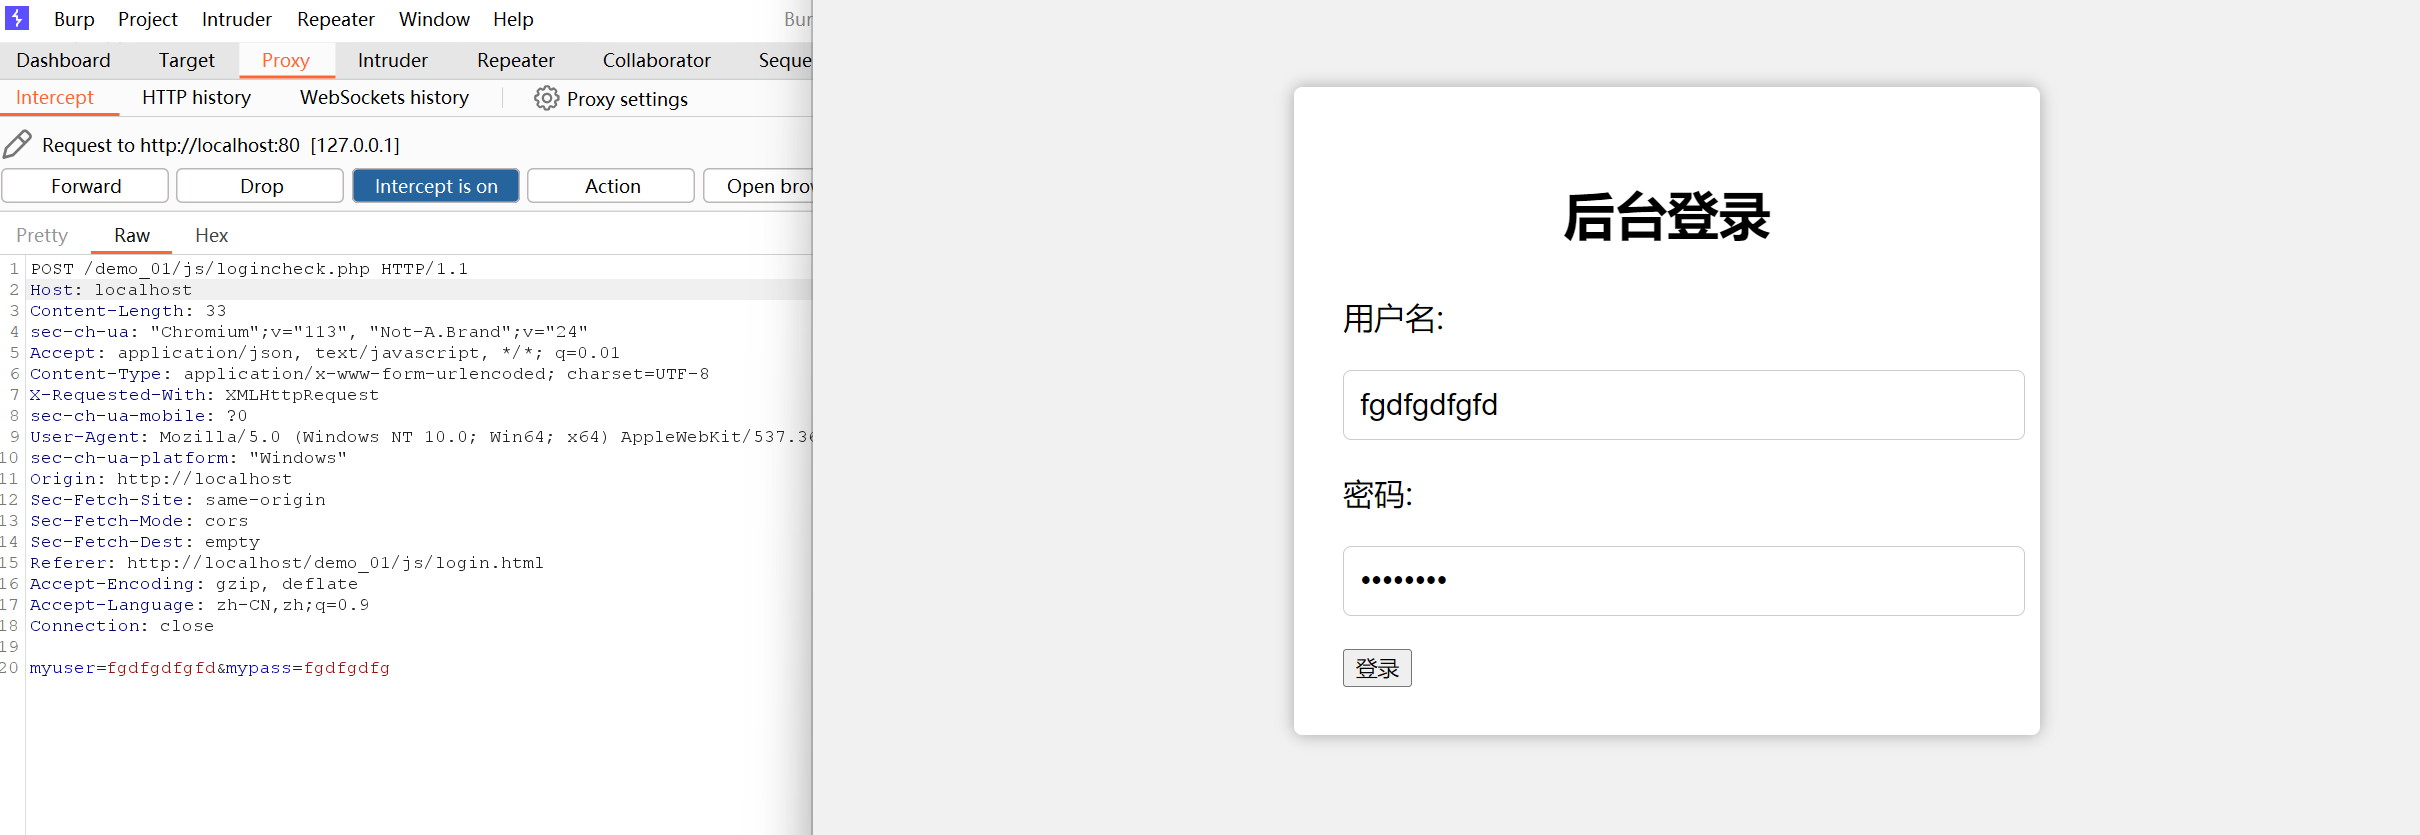 Burp Project Intruder Repeater Window Help Bur
Dashboard Target Proxy Intruder Repeater Collaborator Seque
Intercept HTTP history WebSockets history Proxy settings
Request to http://localhost:80 [127.0.0.1]
Forward Drop Intercept is on Action Open brow
Pretty Raw Hex
1 POST /demo_01/js/logincheck.php HTTP/1.1
2 Host: localhost
3 Content-Length: 33
4 sec-ch-ua: "Chromium";v="113", "Not-A.Brand";v="24"
5 Accept: application/json, text/javascript, */*; q=0.01
6 Content-Type: application/x-www-form-urlencoded; charset=UTF-8
7 X-Requested-With: XMLHttpRequest
8 sec-ch-ua-mobile: ?0
9 User-Agent: Mozilla/5.0 (Windows NT 10.0; Win64; x64) AppleWebKit/537.36
10 sec-ch-ua-platform: "Windows"
11 Origin: http://localhost
12 Sec-Fetch-Site: same-origin
13 Sec-Fetch-Mode: cors
14 Sec-Fetch-Dest: empty
15 Referer: http://localhost/demo_01/js/login.html
16 Accept-Encoding: gzip, deflate
17 Accept-Language: zh-CN,zh;q=0.9
18 Connection: close
19
20 myuser=fgdfgdfgfd&mypass=fgdfgdfg
后台登录
用户名:
fgdfgdfgfd
密码:
••••••••
登录